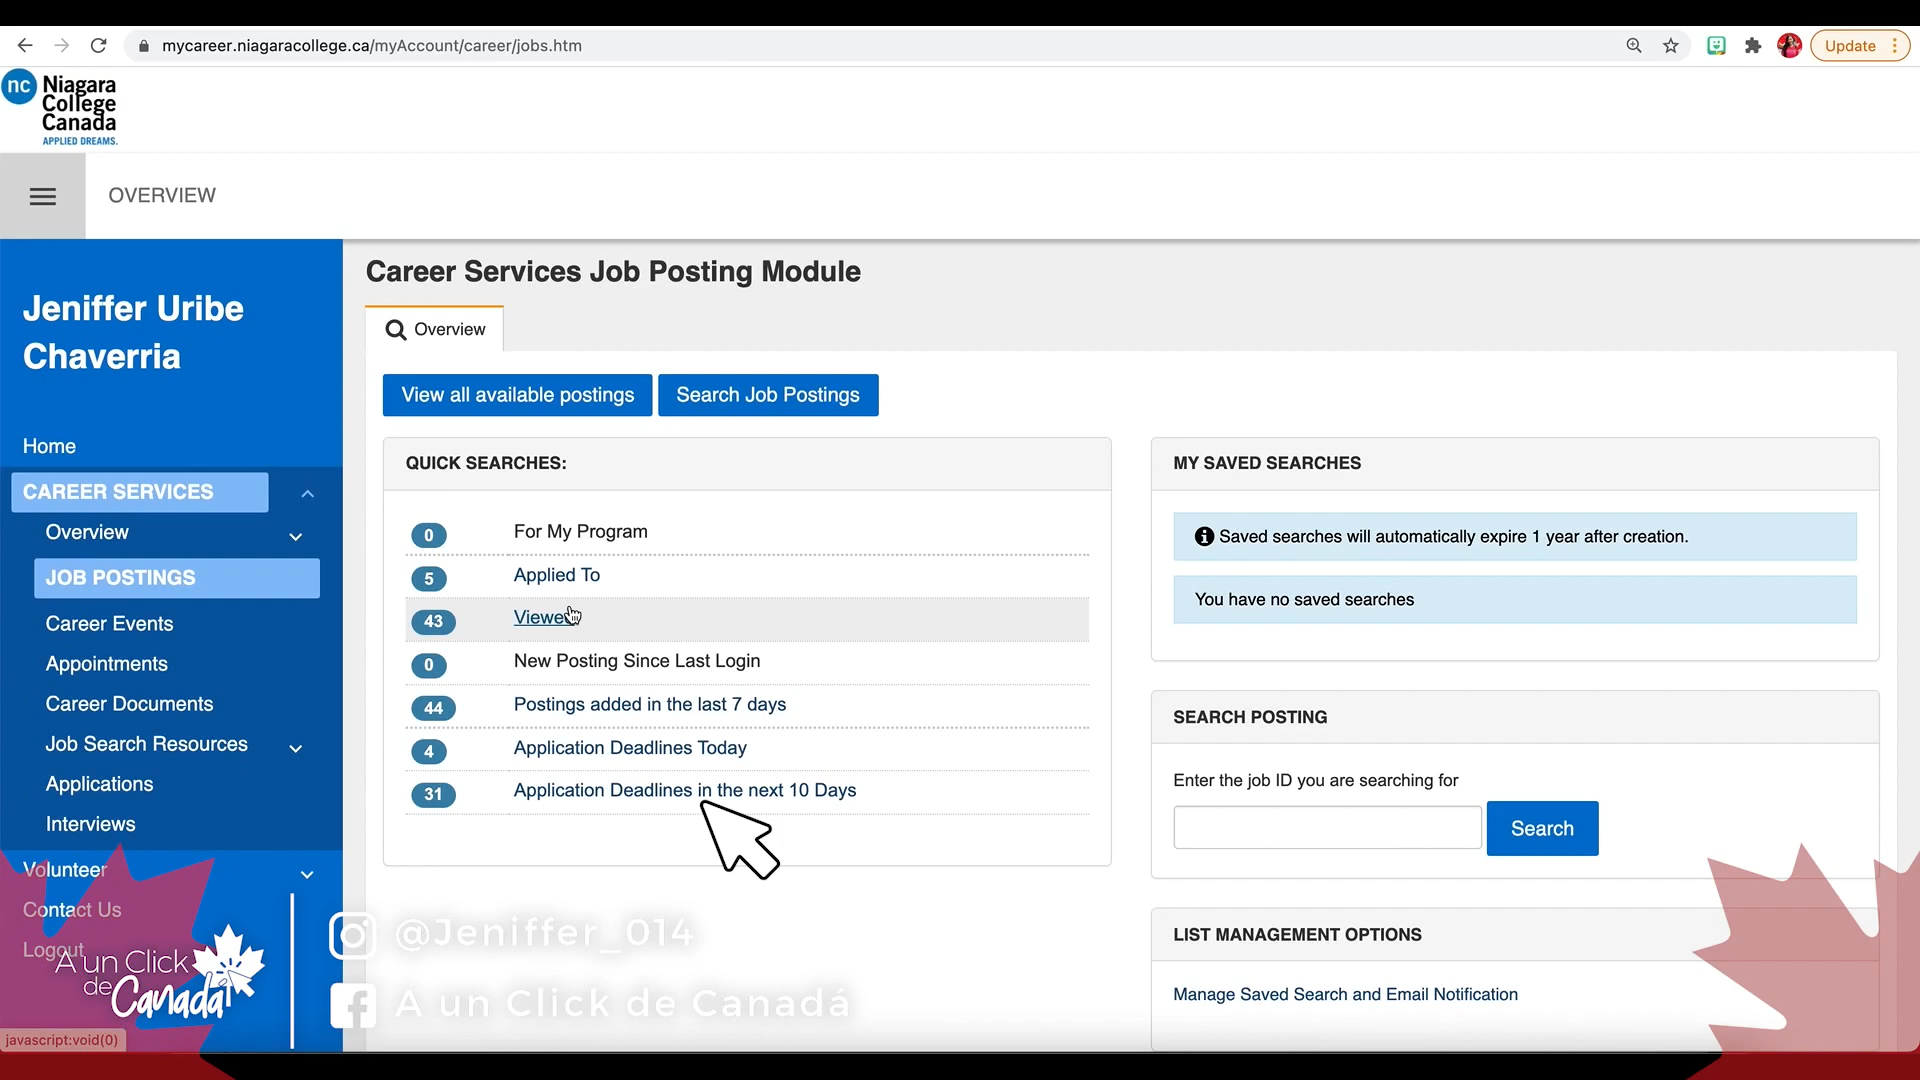 mycareer.niagaracollege.ca/myAccount/career/jobs.htm
Update
nc
Niagara
College
Canada
APPLIED DREAMS.
OVERVIEW
Jeniffer Uribe
Chaverria
Home
CAREER SERVICES
Overview
JOB POSTINGS
Career Events
Appointments
Career Documents
Job Search Resources
Applications
Interviews
Volunteer
Contact Us
Logout
Career Services Job Posting Module
Overview
View all available postings
Search Job Postings
QUICK SEARCHES:
0 For My Program
5 Applied To
43 Viewed
0 New Posting Since Last Login
44 Postings added in the last 7 days
4 Application Deadlines Today
31 Application Deadlines in the next 10 Days
MY SAVED SEARCHES
Saved searches will automatically expire 1 year after creation.
You have no saved searches
SEARCH POSTING
Enter the job ID you are searching for
Search
LIST MANAGEMENT OPTIONS
Manage Saved Search and Email Notification
A un Click
de
Canadá
@Jeniffer_014
A un Click de Canadá
javascript:void(0)